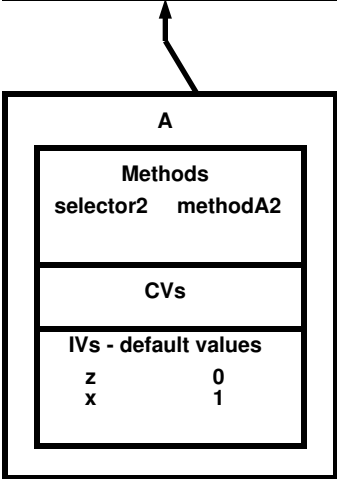 A
Methods
selector2 methodA2
CVs
IVs - default values
z 0
x 1